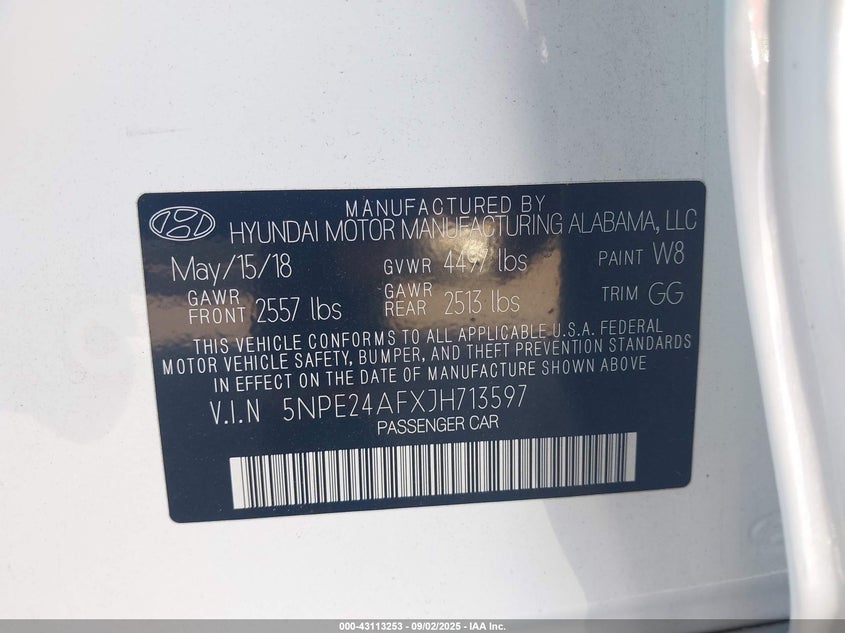 MANUFACTURED BY
HYUNDAI MOTOR MANUFACTURING ALABAMA, LLC
May/15/18 GVWR 4497 lbs PAINT W8
GAWR FRONT 2557 lbs GAWR REAR 2513 lbs TRIM GG
THIS VEHICLE CONFORMS TO ALL APPLICABLE U.S.A. FEDERAL
MOTOR VEHICLE SAFETY, BUMPER, AND THEFT PREVENTION STANDARDS
IN EFFECT ON THE DATE OF MANUFACTURE SHOWN ABOVE
V.I.N 5NPE24AFXJH713597
PASSENGER CAR
000-43113253 - 09/02/2025 - IAA Inc.